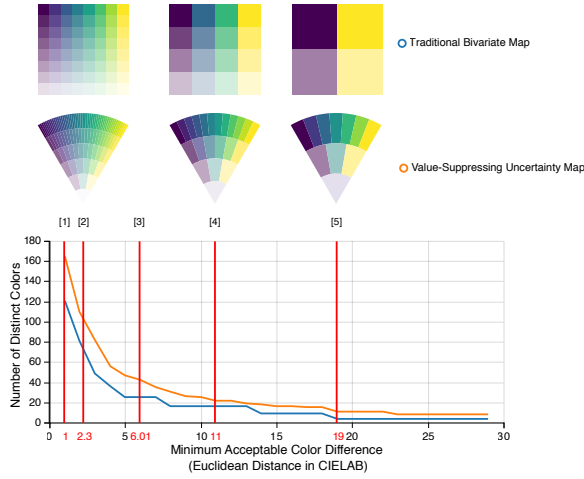 Traditional Bivariate Map
Value-Suppressing Uncertainty Map
[1] [2] [3] [4] [5]
180
160
140
120
100
80
60
40
20
0
Number of Distinct Colors
0 1 2.3 5 6.01 10 11 15 19 20 25 30
Minimum Acceptable Color Difference
(Euclidean Distance in CIELAB)